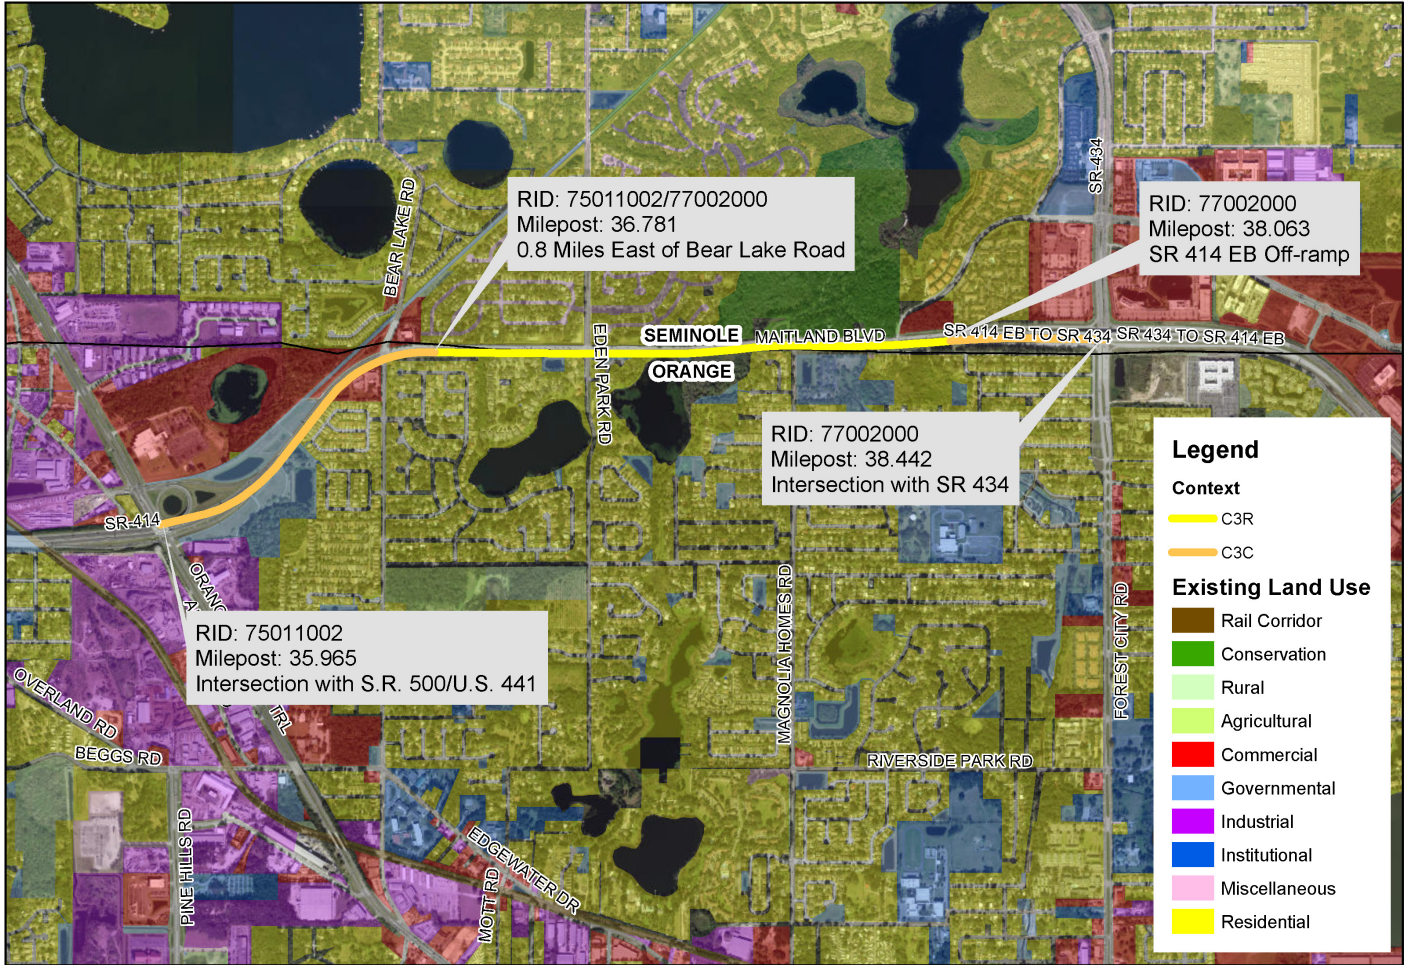 SR-434
RID: 75011002/77002000
Milepost: 36.781
0.8 Miles East of Bear Lake Road
RID: 77002000
Milepost: 38.063
SR 414 EB Off-ramp
BEAR LAKE RD
SEMINOLE
MAITLAND BLVD
SR 414 EB TO SR 434
SR 434 TO SR 414 EB
ORANGE
EDEN PARK RD
RID: 77002000
Milepost: 38.442
Intersection with SR 434
SR-414
RID: 75011002
Milepost: 35.965
Intersection with S.R. 500/U.S. 441
TRL
OVERLAND RD
BEGGS RD
MAGNOLIA HOMES RD
FOREST CITY RD
RIVERSIDE PARK RD
PINE HILLS RD
EDGEWATER DR
MOTT RD
Legend
Context
C3R
C3C
Existing Land Use
Rail Corridor
Conservation
Rural
Agricultural
Commercial
Governmental
Industrial
Institutional
Miscellaneous
Residential